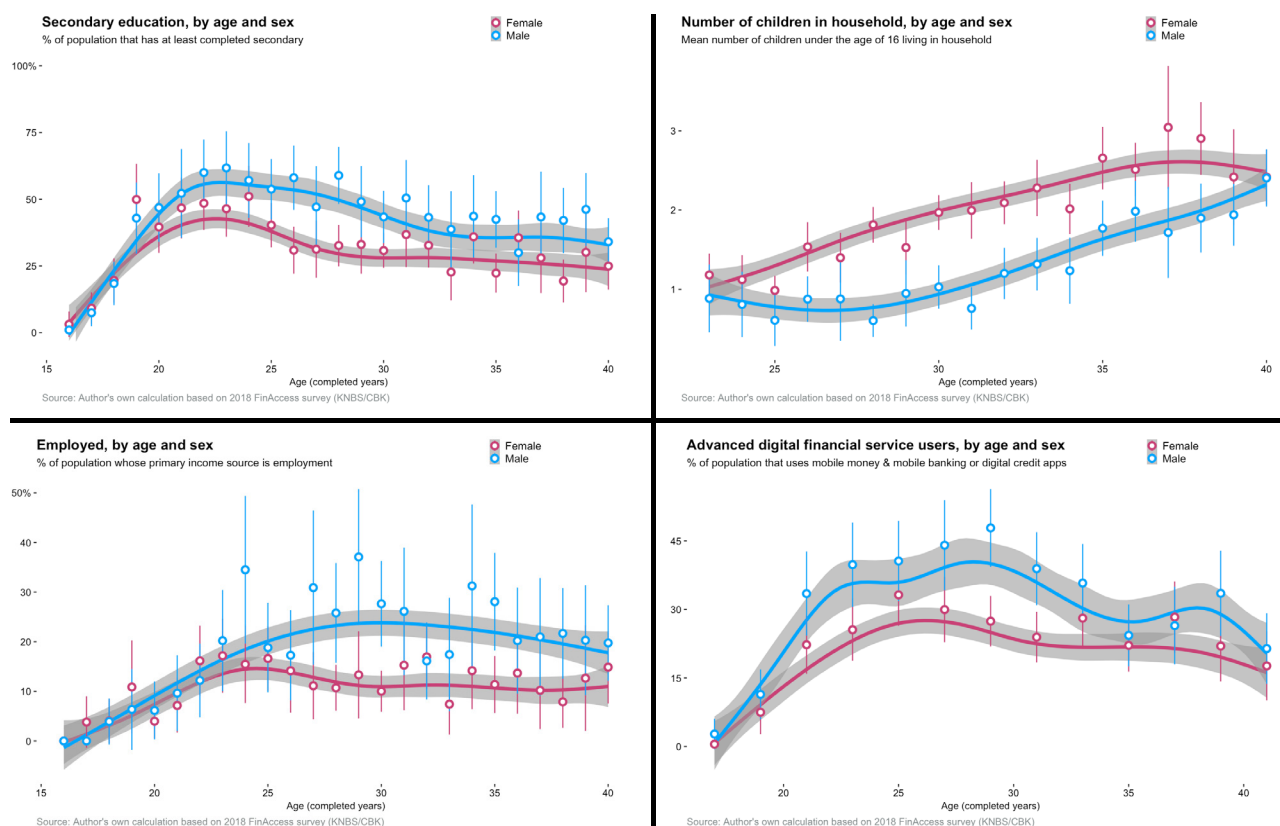 Secondary education, by age and sex
% of population that has at least completed secondary
Female
Male
100%
75
50
25
0
15
20
25
30
35
40
Age (completed years)
Source: Author's own calculation based on 2018 FinAccess survey (KNBS/CBK)
Number of children in household, by age and sex
Mean number of children under the age of 16 living in household
Female
Male
3
2
1
25
30
35
40
Age (completed years)
Source: Author's own calculation based on 2018 FinAccess survey (KNBS/CBK)
Employed, by age and sex
% of population whose primary income source is employment
Female
Male
50%
40
30
20
10
0
15
20
25
30
35
40
Age (completed years)
Source: Author's own calculation based on 2018 FinAccess survey (KNBS/CBK)
Advanced digital financial service users, by age and sex
% of population that uses mobile money & mobile banking or digital credit apps
Female
Male
45
30
15
0
20
25
30
35
40
Age (completed years)
Source: Author's own calculation based on 2018 FinAccess survey (KNBS/CBK)